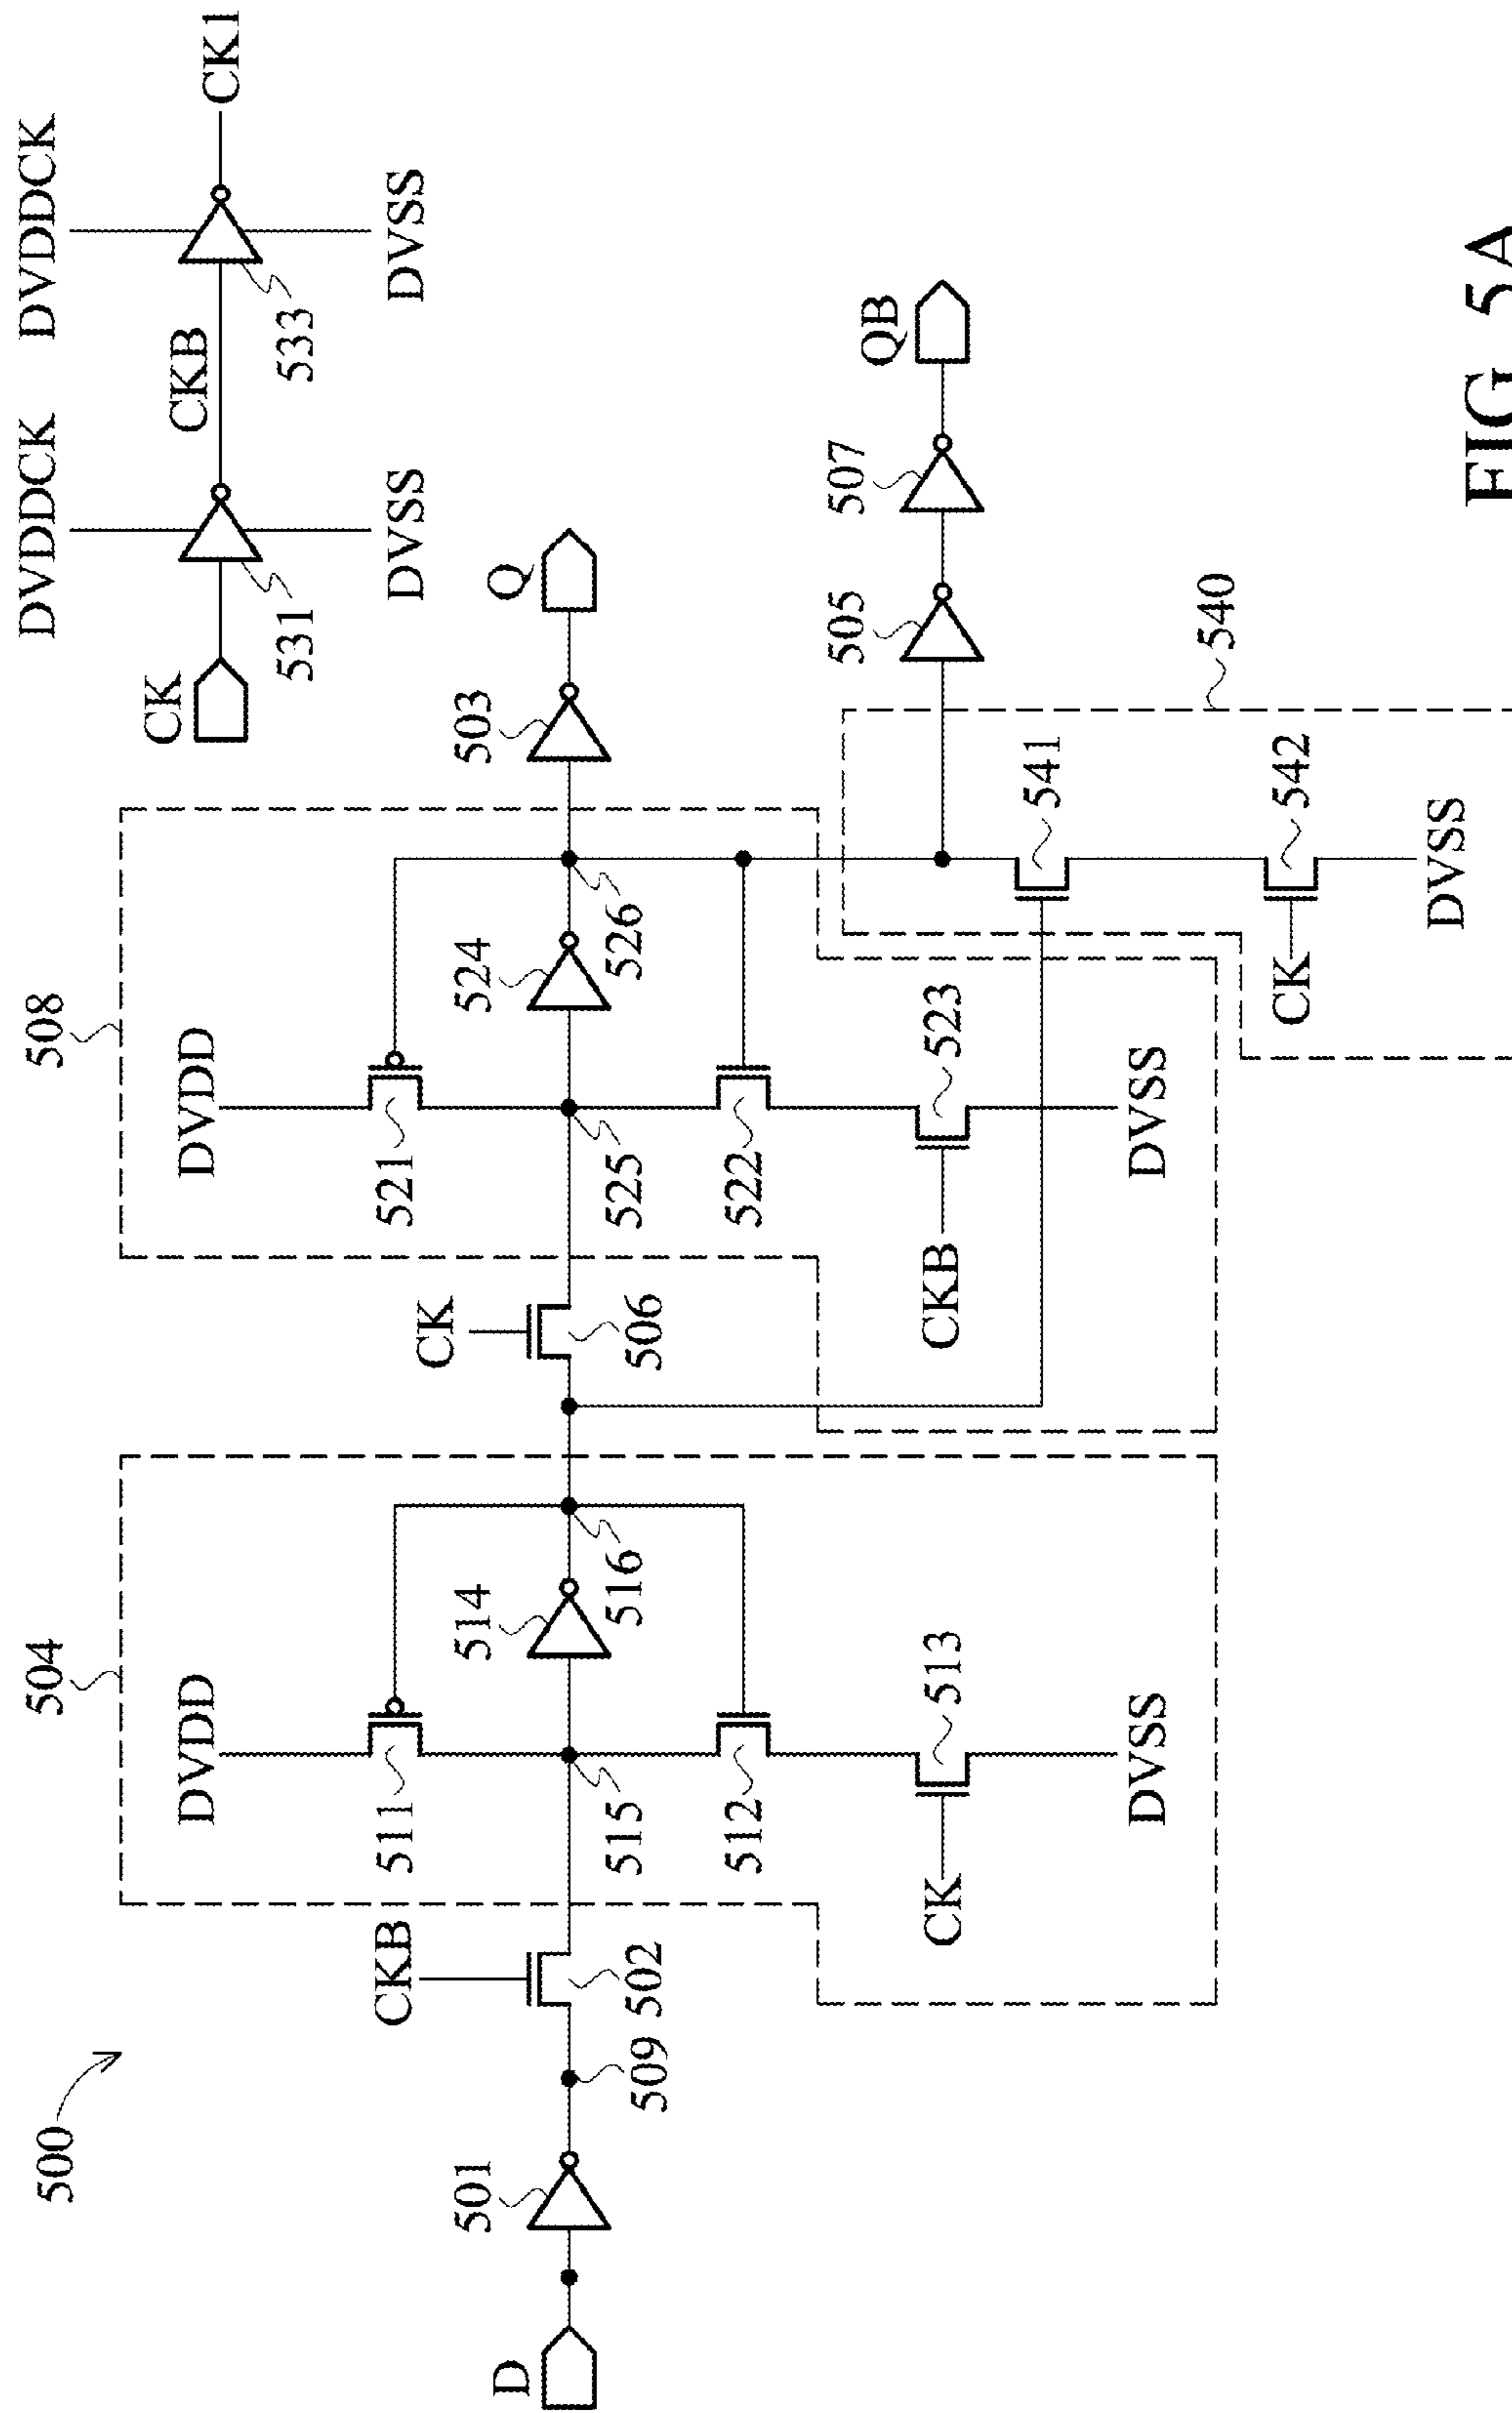 500
504
508
DVDD
DVDD
DVDDCK
DVDDCK
CK
CKB
CK1
531
533
DVSS
DVSS
CKB
CK
511
521
D
501
514
524
503
Q
509
502
515
516
506
525
526
512
522
505
507
QB
CK
513
CKB
523
541
DVSS
DVSS
540
CK
542
DVSS
FIG. 5A